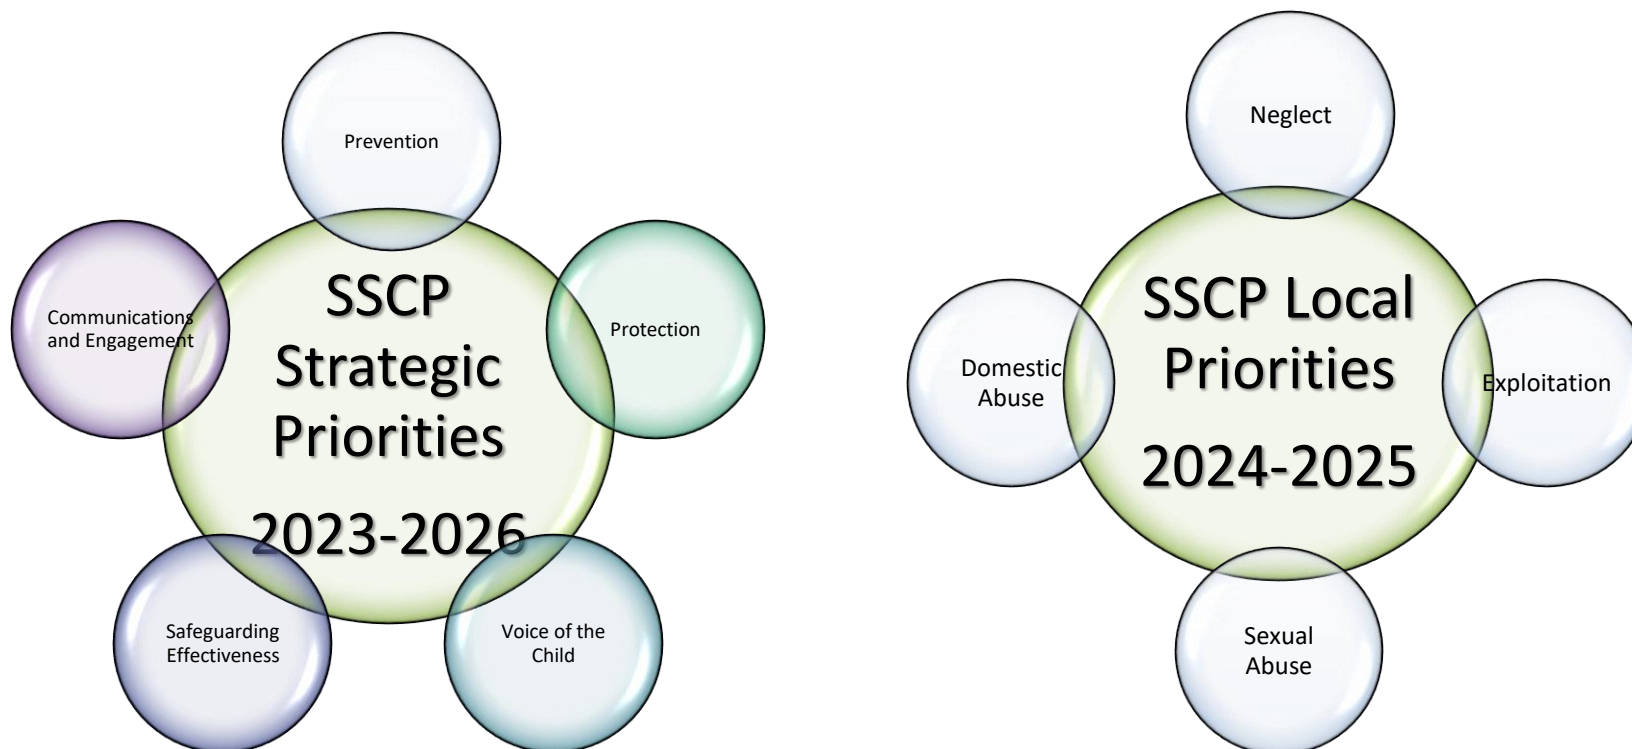 Prevention
Communications
and Engagement
SSCP
Strategic
Priorities
2023-2026
Protection
Safeguarding
Effectiveness
Voice of the
Child
Neglect
Domestic
Abuse
SSCP Local
Priorities
2024-2025
Exploitation
Sexual
Abuse